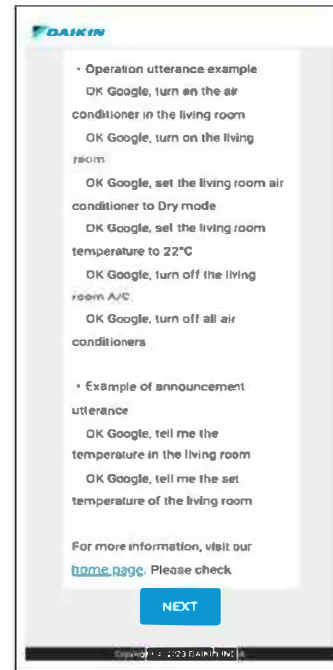 DAIKIN
・Operation utterance example
OK Google, turn on the air
conditioner in the living room
OK Google, turn on the living
room
OK Google, set the living room air
conditioner to Dry mode
OK Google, set the living room
temperature to 22°C
OK Google, turn off the living
room A/C
OK Google, turn off all air
conditioners
・Example of announcement
utterance
OK Google, tell me the
temperature in the living room
OK Google, tell me the set
temperature of the living room
For more information, visit our
home page. Please check
NEXT
DAIKIN